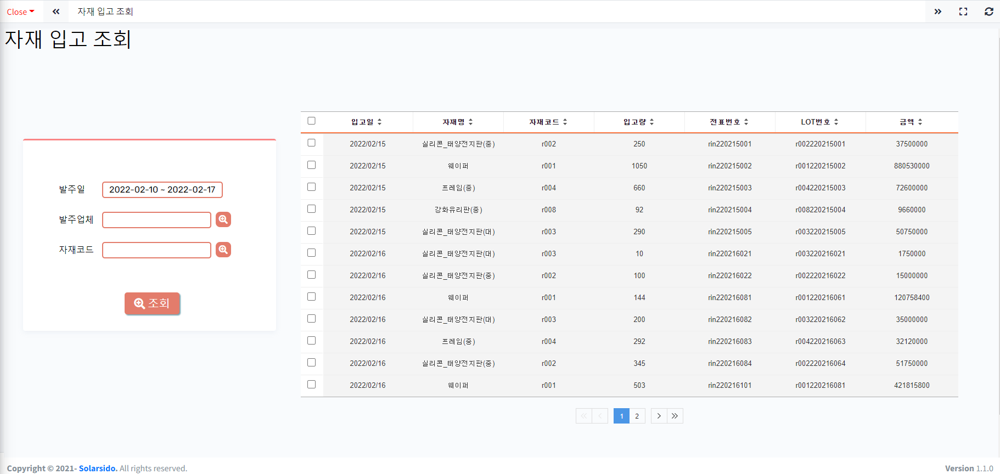 Close 자재 입고 조회
자재 입고 조회
발주일 2022-02-10 ~ 2022-02-17
발주업체
자재코드
조회
입고일 자재명 자재코드 입고량 전표번호 LOT번호 금액
2022/02/15 실리콘_태양전지판(중) r002 250 rin220215001 r002220215001 37500000
2022/02/15 웨이퍼 r001 1050 rin220215002 r001220215002 880530000
2022/02/15 프레임(중) r004 660 rin220215003 r004220215003 72600000
2022/02/15 강화유리판(중) r008 92 rin220215004 r008220215004 9660000
2022/02/15 실리콘_태양전지판(대) r003 290 rin220215005 r003220215005 50750000
2022/02/16 실리콘_태양전지판(대) r003 10 rin220216021 r003220216021 1750000
2022/02/16 실리콘_태양전지판(중) r002 100 rin220216022 r002220216022 15000000
2022/02/16 웨이퍼 r001 144 rin220216081 r001220216061 120758400
2022/02/16 실리콘_태양전지판(대) r003 200 rin220216082 r003220216062 35000000
2022/02/16 프레임(중) r004 292 rin220216083 r004220216063 32120000
2022/02/16 실리콘_태양전지판(중) r002 345 rin220216084 r002220216064 51750000
2022/02/16 웨이퍼 r001 503 rin220216101 r001220216081 421815800
1 2
Copyright © 2021- Solarsido. All rights reserved. Version 1.1.0